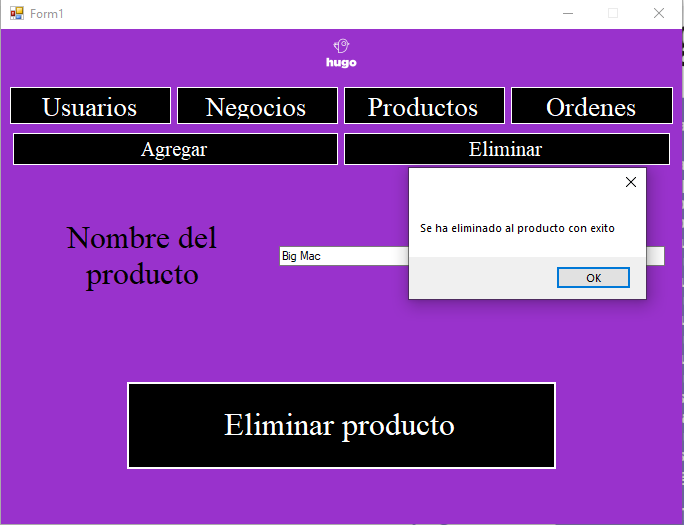 Form1
hugo
Usuarios
Negocios
Productos
Ordenes
Agregar
Eliminar
Se ha eliminado al producto con exito
OK
Nombre del
producto
Big Mac
Eliminar producto